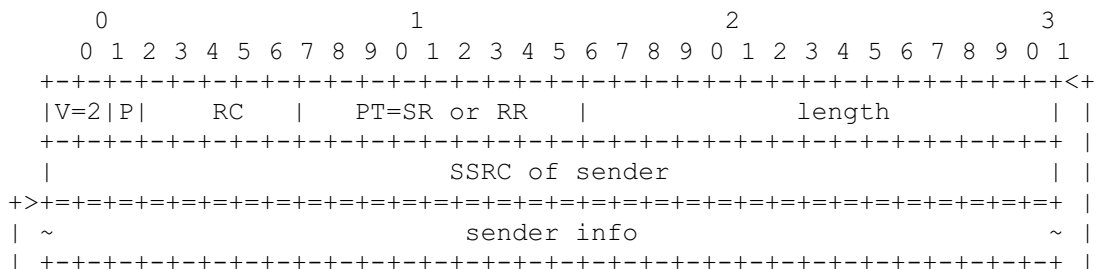 0                   1                   2                   3
     0 1 2 3 4 5 6 7 8 9 0 1 2 3 4 5 6 7 8 9 0 1 2 3 4 5 6 7 8 9 0 1
  +-+-+-+-+-+-+-+-+-+-+-+-+-+-+-+-+-+-+-+-+-+-+-+-+-+-+-+-+-+-+-+-+<+
  |V=2|P|    RC   |   PT=SR or RR   |             length          | |
  +-+-+-+-+-+-+-+-+-+-+-+-+-+-+-+-+-+-+-+-+-+-+-+-+-+-+-+-+-+-+-+-+ |
  |                         SSRC of sender                        | |
+>+=+=+=+=+=+=+=+=+=+=+=+=+=+=+=+=+=+=+=+=+=+=+=+=+=+=+=+=+=+=+=+=+ |
| ~                          sender info                          ~ |
| +-+-+-+-+-+-+-+-+-+-+-+-+-+-+-+-+-+-+-+-+-+-+-+-+-+-+-+-+-+-+-+-+ |